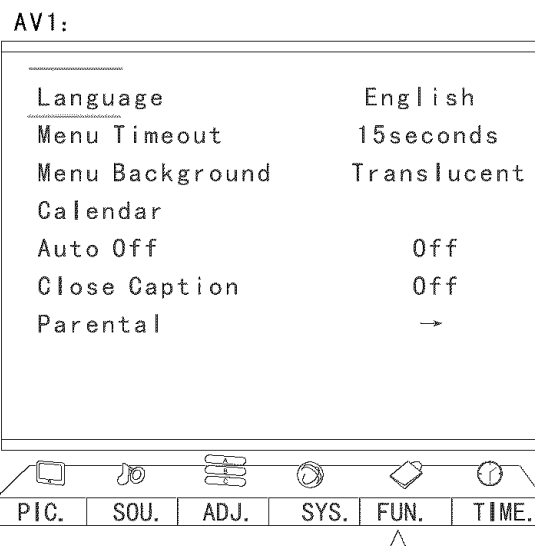 AV1:
Language English
Menu Timeout 15seconds
Menu Background Translucent
Calendar
Auto Off Off
Close Caption Off
Parental →
A
B
C
PIC. SOU. ADJ. SYS. FUN. TIME.